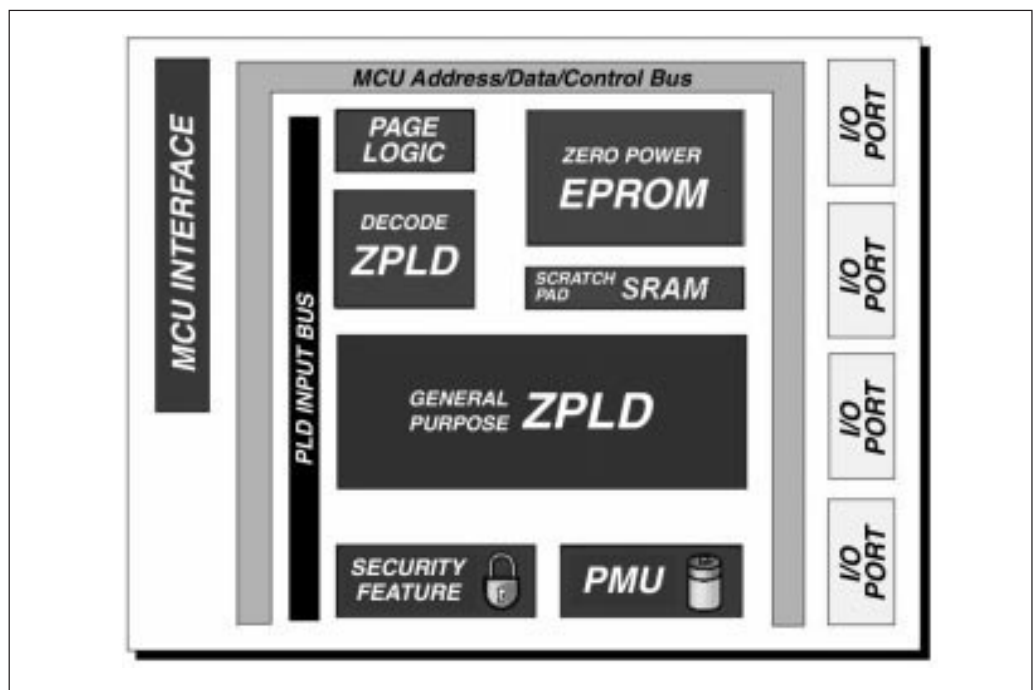 MCU Address/Data/Control Bus
MCU INTERFACE
PLD INPUT BUS
PAGE
LOGIC
DECODE
ZPLD
ZERO POWER
EPROM
SCRATCH
PAD
SRAM
GENERAL
PURPOSE
ZPLD
SECURITY
FEATURE
PMU
I/O
PORT
I/O
PORT
I/O
PORT
I/O
PORT